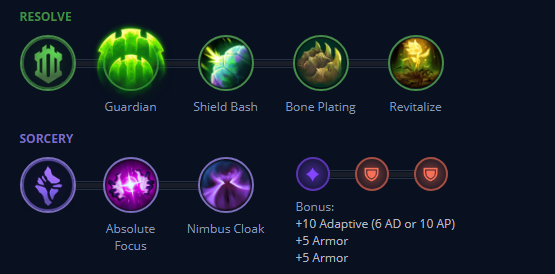 RESOLVE
Guardian
Shield Bash
Bone Plating
Revitalize
SORCERY
Absolute
Focus
Nimbus Cloak
Bonus:
+10 Adaptive (6 AD or 10 AP)
+5 Armor
+5 Armor